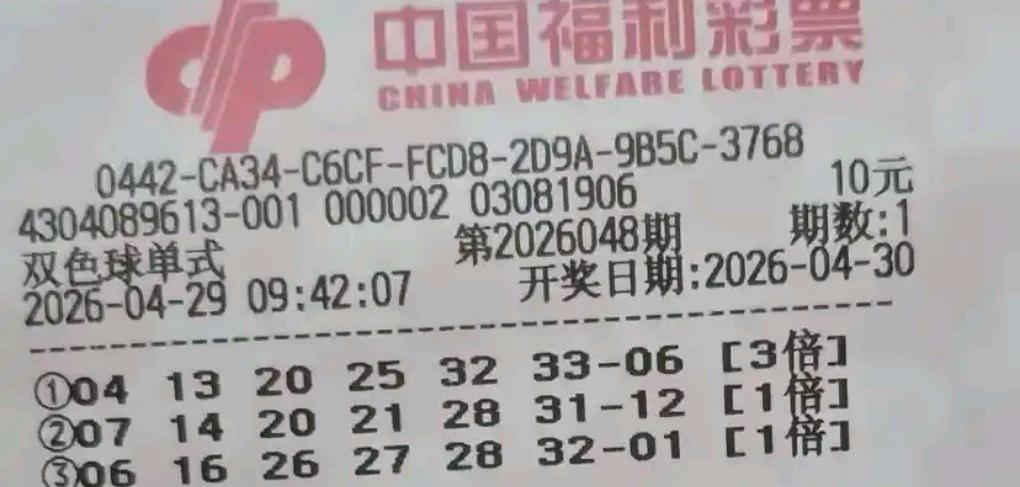 中国福利彩票
CHINA WELFARE LOTTERY
0442-CA34-C6CF-FCD8-2D9A-9B5C-3768
4304089613-001 000002 03081906 10元
双色球单式 第2026048期 期数:1
2026-04-29 09:42:07 开奖日期:2026-04-30
①04 13 20 25 32 33-06 [3倍]
②07 14 20 21 28 31-12 [1倍]
③06 16 26 27 28 32-01 [1倍]